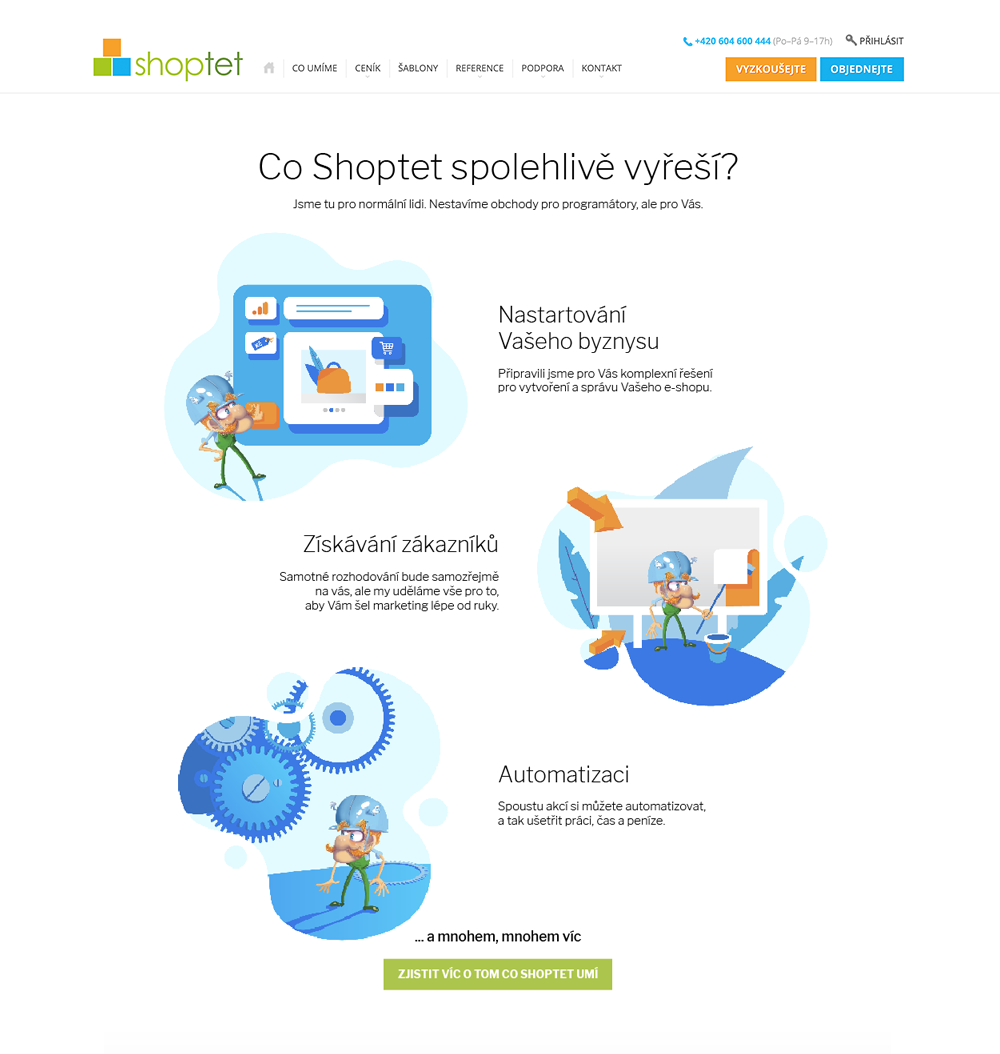 +420 604 600 444 (Po–Pá 9–17h) PŘIHLÁSIT
shoptet
CO UMÍME CENÍK ŠABLONY REFERENCE PODPORA KONTAKT
VYZKOUŠEJTE OBJEDNEJTE
Co Shoptet spolehlivě vyřeší?
Jsme tu pro normální lidi. Nestavíme obchody pro programátory, ale pro Vás.
Kč
Nastartování
Vašeho byznysu
Připravili jsme pro Vás komplexní řešení
pro vytvoření a správu Vašeho e-shopu.
Získávání zákazníků
Samotné rozhodování bude samozřejmě
na vás, ale my uděláme vše pro to,
aby Vám šel marketing lépe od ruky.
Automatizaci
Spoustu akcí si můžete automatizovat,
a tak ušetřit práci, čas a peníze.
... a mnohem, mnohem víc
ZJISTIT VÍC O TOM CO SHOPTET UMÍ